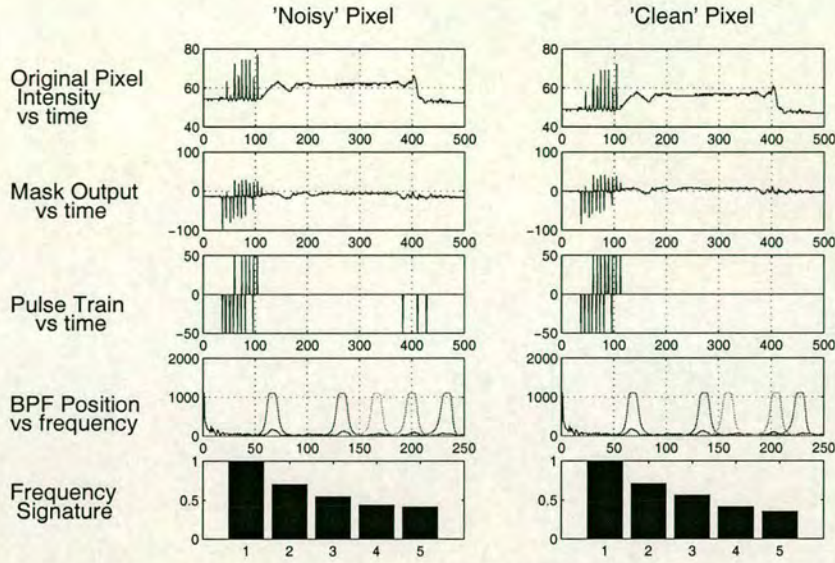 'Noisy' Pixel 'Clean' Pixel
Original Pixel
Intensity
vs time
80
60
40
0 100 200 300 400 500
80
60
40
0 100 200 300 400 500
Mask Output
vs time
100
0
−100
0 100 200 300 400 500
100
0
−100
0 100 200 300 400 500
Pulse Train
vs time
50
0
−50
0 100 200 300 400 500
50
0
−50
0 100 200 300 400 500
BPF Position
vs frequency
2000
1000
0
0 50 100 150 200 250
2000
1000
0
0 50 100 150 200 250
Frequency
Signature
1
0.5
0
1 2 3 4 5
1
0.5
0
1 2 3 4 5